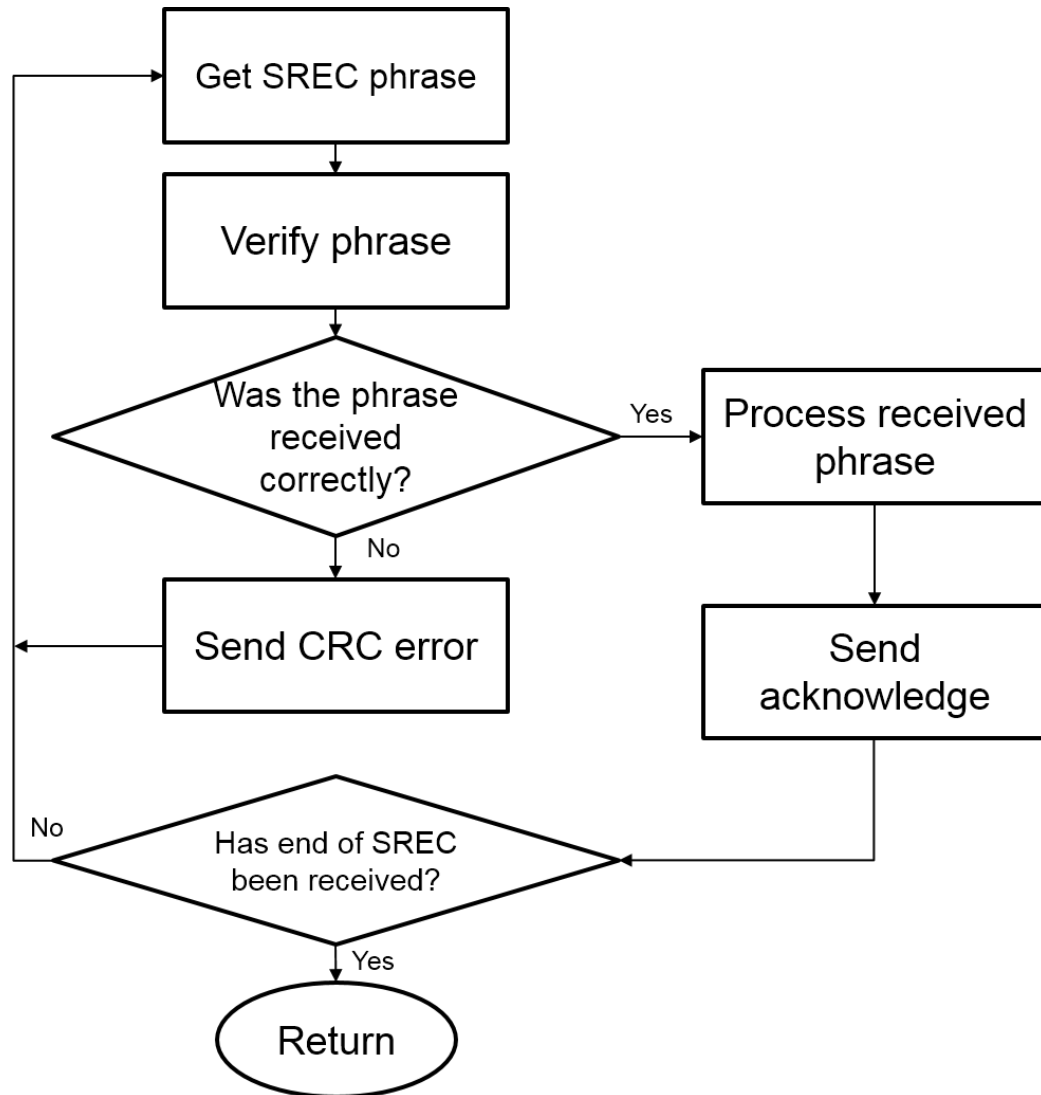 Get SREC phrase
Verify phrase
Was the phrase
received
correctly?
Yes
Process received
phrase
No
Send CRC error
Send
acknowledge
No
Has end of SREC
been received?
Yes
Return